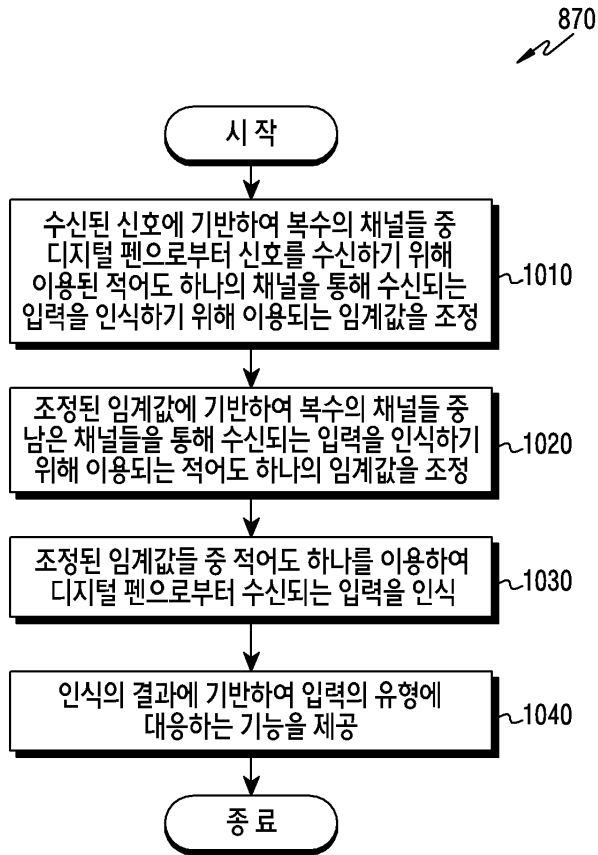 870
시 작
수신된 신호에 기반하여 복수의 채널들 중
디지털 펜으로부터 신호를 수신하기 위해
이용된 적어도 하나의 채널을 통해 수신되는
입력을 인식하기 위해 이용되는 임계값을 조정
1010
조정된 임계값에 기반하여 복수의 채널들 중
남은 채널들을 통해 수신되는 입력을 인식하기
위해 이용되는 적어도 하나의 임계값을 조정
1020
조정된 임계값들 중 적어도 하나를 이용하여
디지털 펜으로부터 수신되는 입력을 인식
1030
인식의 결과에 기반하여 입력의 유형에
대응하는 기능을 제공
1040
종 료